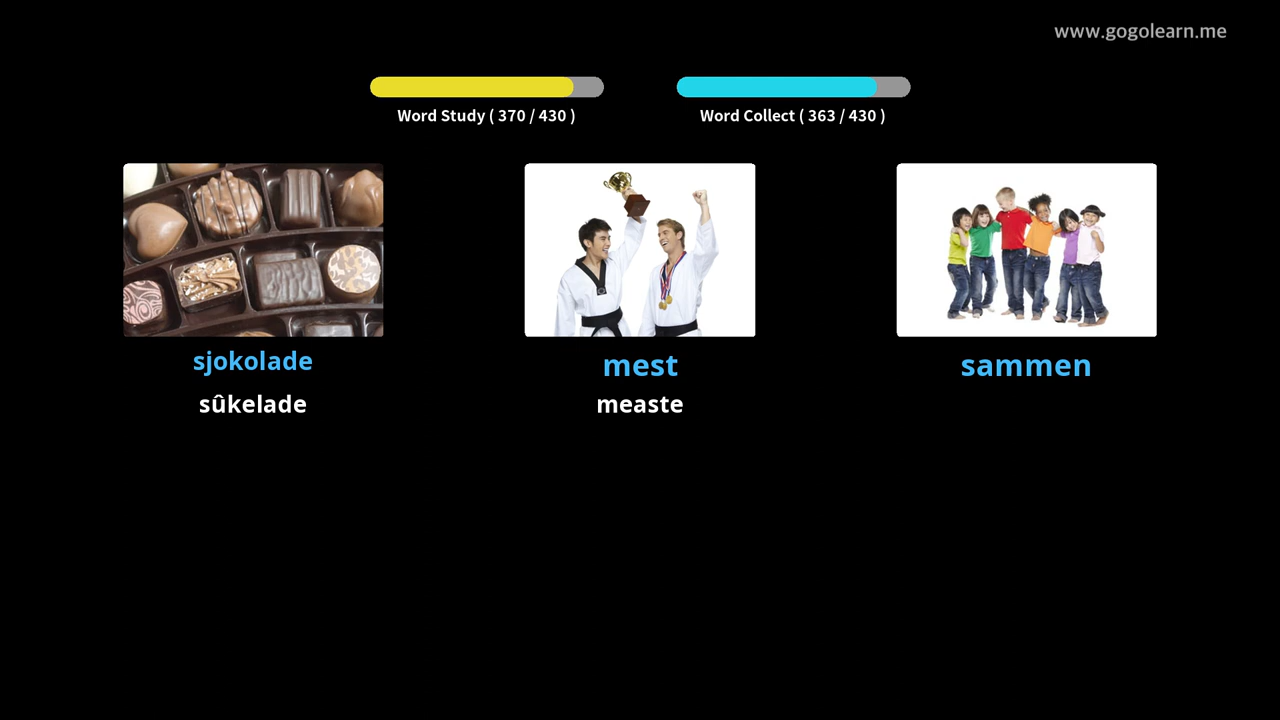 www.gogolearn.me
Word Study ( 370 / 430 )
Word Collect ( 363 / 430 )
sjokolade
mest
sammen
sûkelade
measte